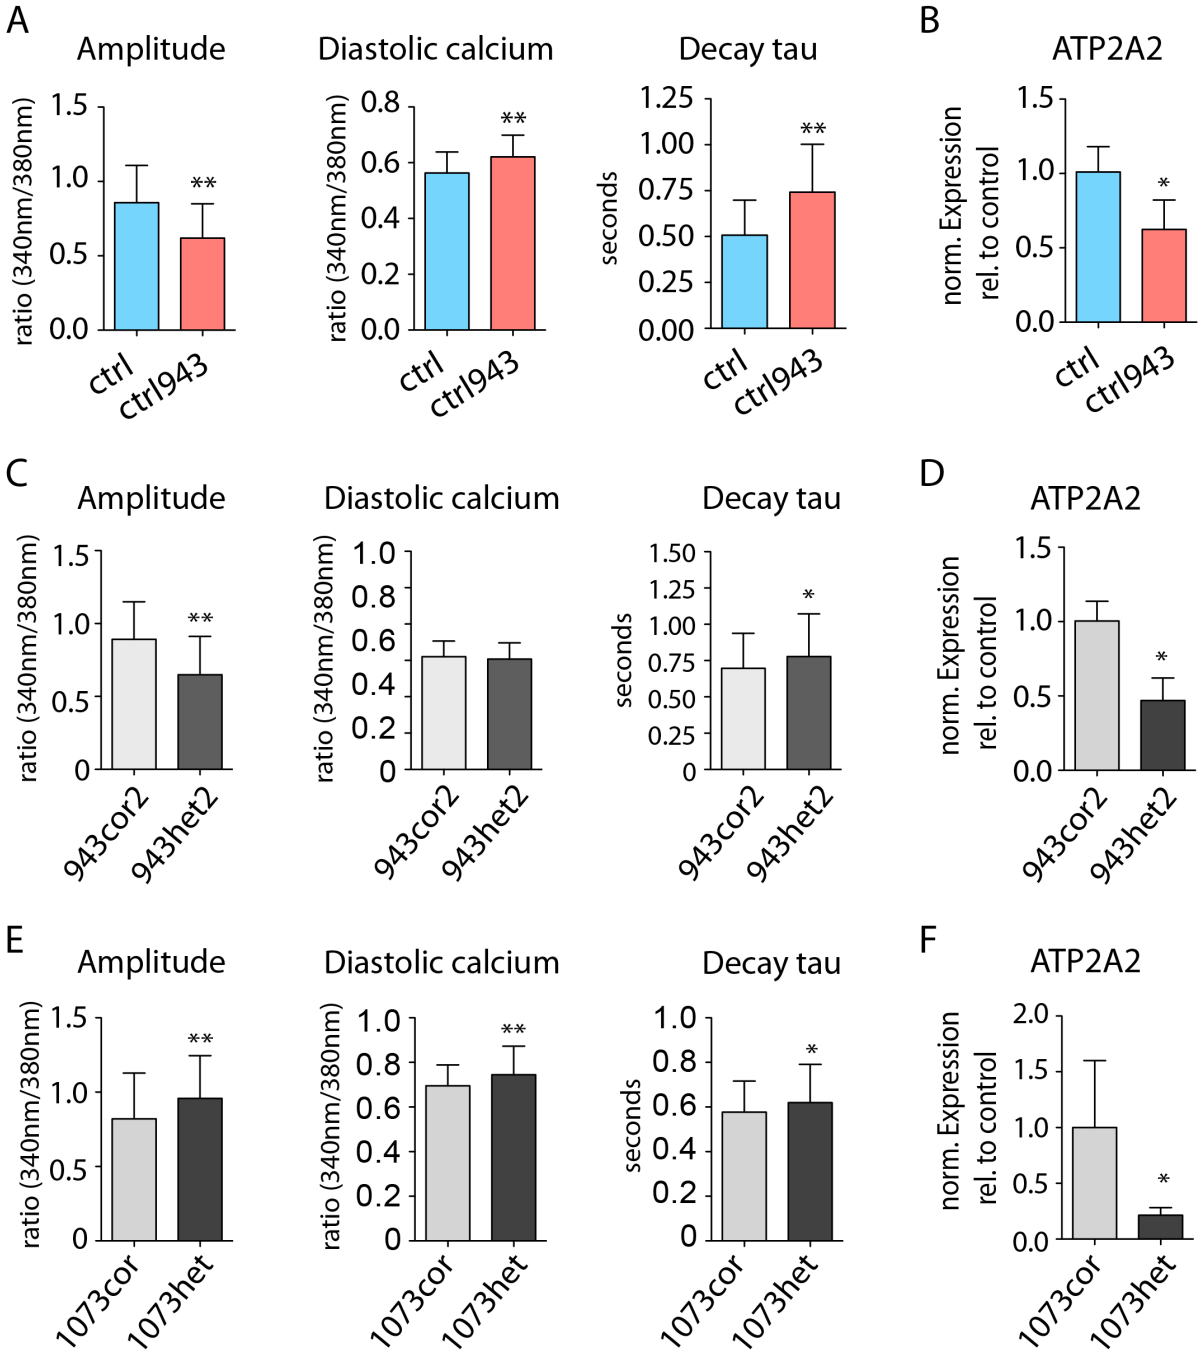 A
Amplitude
ratio (340nm/380nm)
1.5
1.0
0.5
0.0
**
ctrl
ctrl943
Diastolic calcium
ratio (340nm/380nm)
0.8
0.6
0.4
0.2
0.0
**
ctrl
ctrl943
Decay tau
seconds
1.25
1.00
0.75
0.50
0.25
0.00
**
ctrl
ctrl943
B
ATP2A2
norm. Expression
rel. to control
1.5
1.0
0.5
0.0
*
ctrl
ctrl943
C
Amplitude
ratio (340nm/380nm)
1.5
1.0
0.5
0
**
943cor2
943het2
Diastolic calcium
ratio (340nm/380nm)
1.0
0.8
0.6
0.4
0.2
0
943cor2
943het2
Decay tau
seconds
1.50
1.25
1.00
0.75
0.50
0.25
0
*
943cor2
943het2
D
ATP2A2
norm. Expression
rel. to control
1.5
1.0
0.5
0.0
*
943cor2
943het2
E
Amplitude
ratio (340nm/380nm)
1.5
1.0
0.5
0
**
1073cor
1073het
Diastolic calcium
ratio (340nm/380nm)
1.0
0.8
0.6
0.4
0.2
0
**
1073cor
1073het
Decay tau
seconds
1.0
0.8
0.6
0.4
0.2
0
*
1073cor
1073het
F
ATP2A2
norm. Expression
rel. to control
2.0
1.5
1.0
0.5
0.0
*
1073cor
1073het